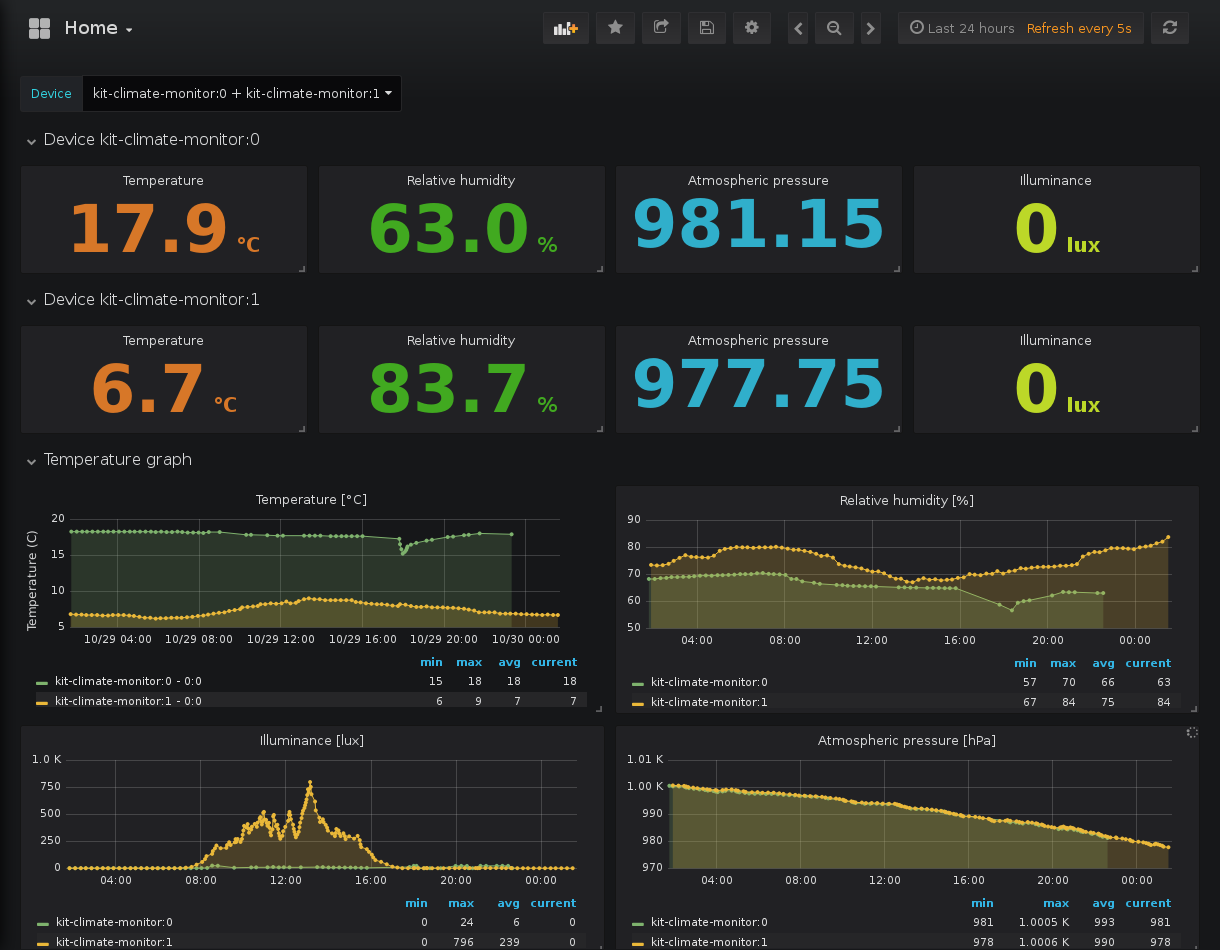 Home
Last 24 hours Refresh every 5s
Device kit-climate-monitor:0 + kit-climate-monitor:1
Device kit-climate-monitor:0
Temperature Relative humidity Atmospheric pressure Illuminance
17.9 °C 63.0 % 981.15 0 lux
Device kit-climate-monitor:1
Temperature Relative humidity Atmospheric pressure Illuminance
6.7 °C 83.7 % 977.75 0 lux
Temperature graph
Temperature [°C]
Temperature (C)
20
15
10
5
10/29 04:00 10/29 08:00 10/29 12:00 10/29 16:00 10/29 20:00 10/30 00:00
min max avg current
kit-climate-monitor:0 - 0:0 15 18 18 18
kit-climate-monitor:1 - 0:0 6 9 7 7
Relative humidity [%]
90
80
70
60
50
04:00 08:00 12:00 16:00 20:00 00:00
min max avg current
kit-climate-monitor:0 57 70 66 63
kit-climate-monitor:1 67 84 75 84
Illuminance [lux]
1.0 K
750
500
250
0
04:00 08:00 12:00 16:00 20:00 00:00
min max avg current
kit-climate-monitor:0 0 24 6 0
kit-climate-monitor:1 0 796 239 0
Atmospheric pressure [hPa]
1.01 K
1.00 K
990
980
970
04:00 08:00 12:00 16:00 20:00 00:00
min max avg current
kit-climate-monitor:0 981 1.0005 K 993 981
kit-climate-monitor:1 978 1.0006 K 990 978